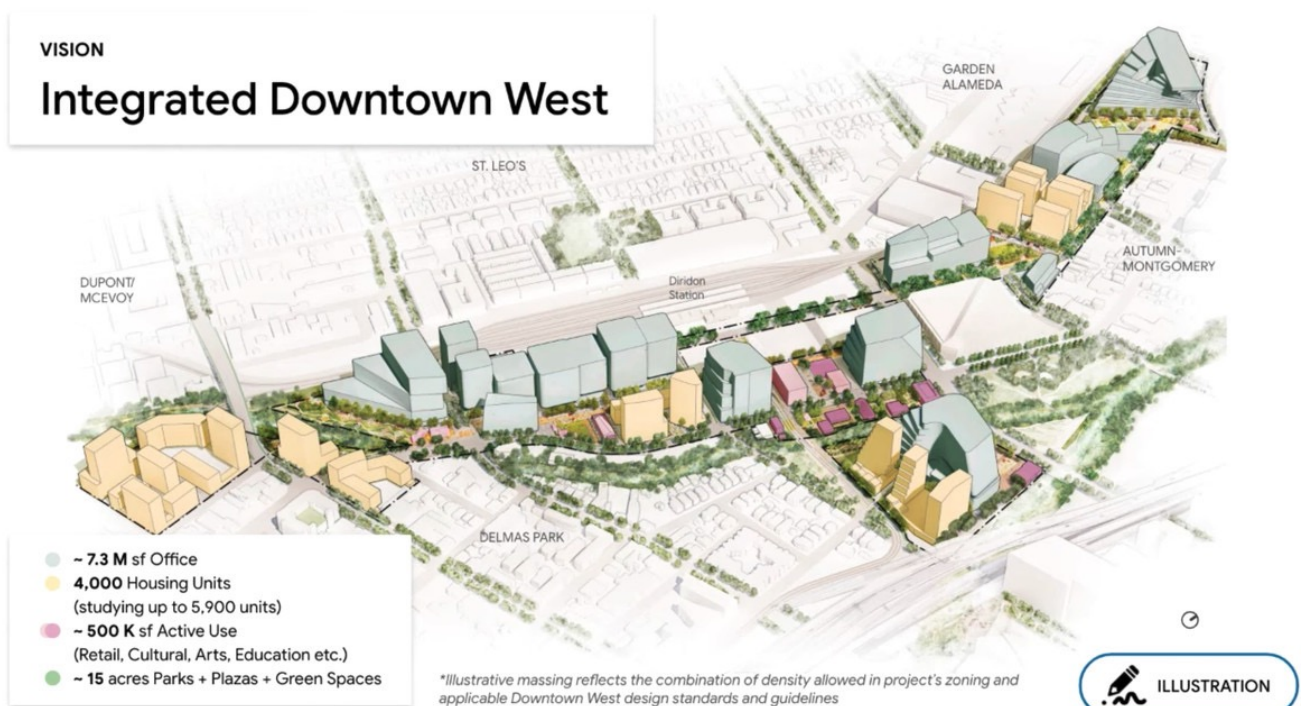 VISION
Integrated Downtown West
GARDEN
ALAMEDA
ST. LEO'S
DUPONT/
MCEVOY
Diridon
Station
AUTUMN-
MONTGOMERY
DELMAS PARK
~ 7.3 M sf Office
4,000 Housing Units
(studying up to 5,900 units)
~ 500 K sf Active Use
(Retail, Cultural, Arts, Education etc.)
~ 15 acres Parks + Plazas + Green Spaces
*Illustrative massing reflects the combination of density allowed in project's zoning and
applicable Downtown West design standards and guidelines
ILLUSTRATION